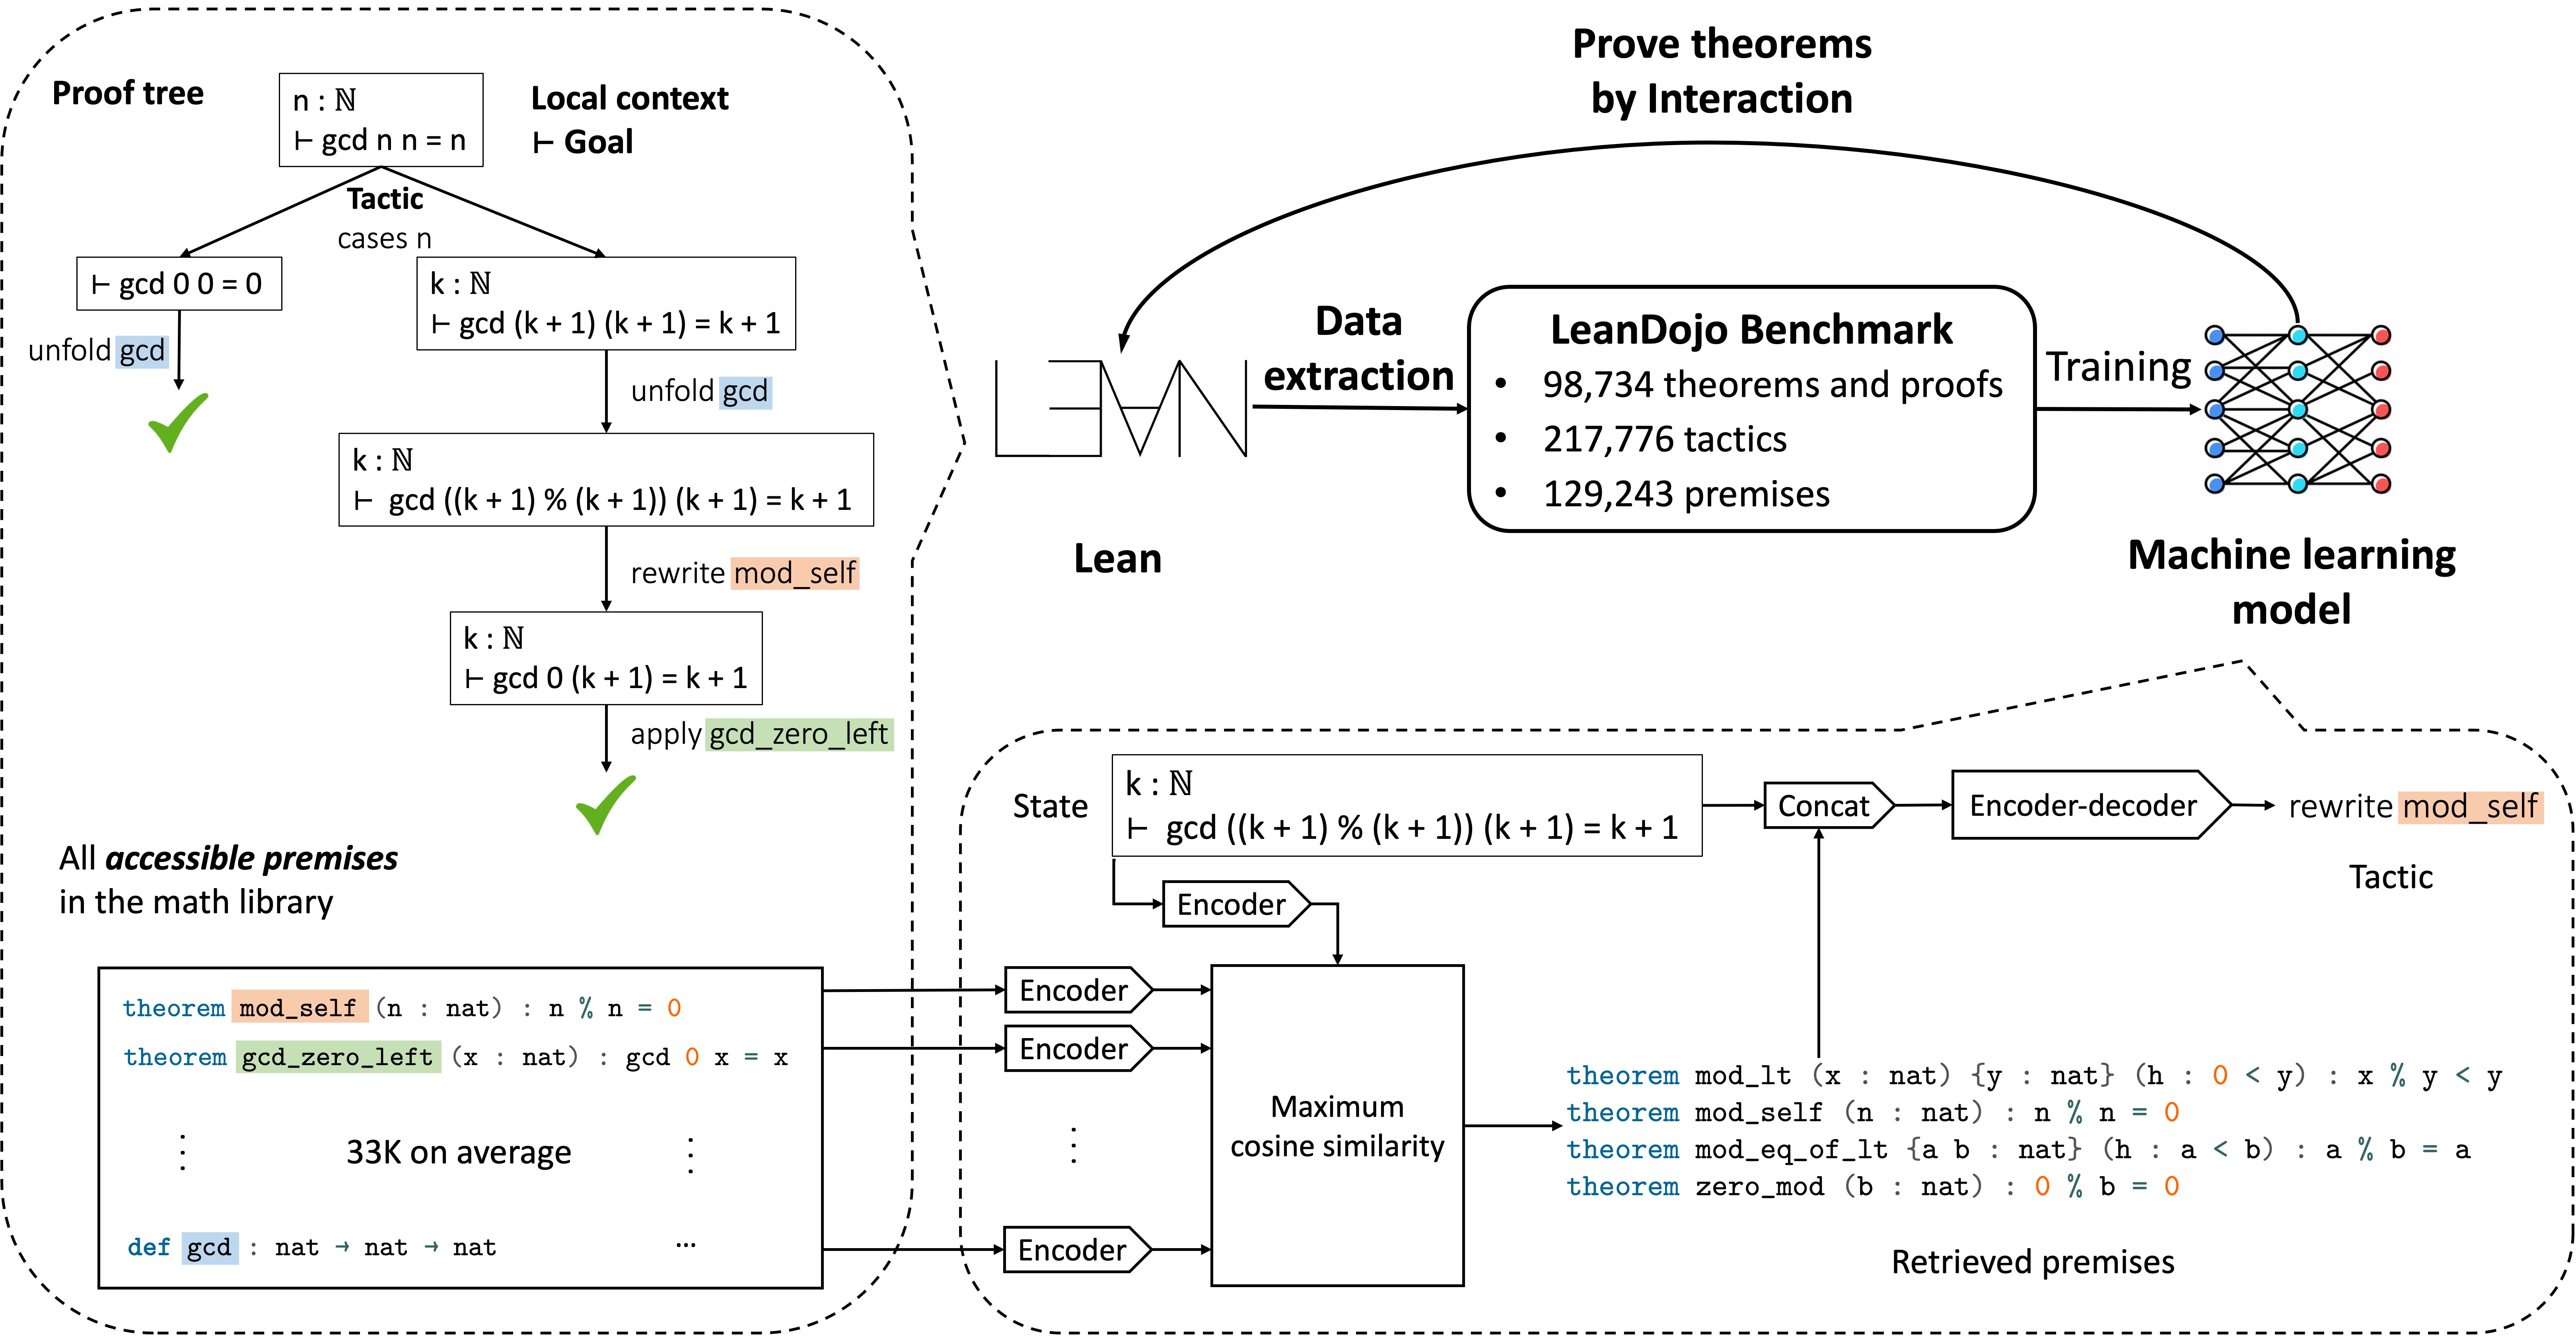 Proof tree
n : ℕ
⊢ gcd n n = n
Local context
⊢ Goal
Tactic
cases n
⊢ gcd 0 0 = 0
unfold gcd
k : ℕ
⊢ gcd (k + 1) (k + 1) = k + 1
unfold gcd
k : ℕ
⊢ gcd ((k + 1) % (k + 1)) (k + 1) = k + 1
rewrite mod_self
k : ℕ
⊢ gcd 0 (k + 1) = k + 1
apply gcd_zero_left
All accessible premises
in the math library
theorem mod_self (n : nat) : n % n = 0
theorem gcd_zero_left (x : nat) : gcd 0 x = x
⋮ 33K on average ⋮
def gcd : nat → nat → nat ...
Prove theorems
by Interaction
L∃∀N
Lean
Data
extraction
LeanDojo Benchmark
• 98,734 theorems and proofs
• 217,776 tactics
• 129,243 premises
Training
Machine learning
model
State
k : ℕ
⊢ gcd ((k + 1) % (k + 1)) (k + 1) = k + 1
Concat
Encoder-decoder
rewrite mod_self
Tactic
Encoder
Encoder
Encoder
⋮
Encoder
Maximum
cosine similarity
theorem mod_lt (x : nat) {y : nat} (h : 0 < y) : x % y < y
theorem mod_self (n : nat) : n % n = 0
theorem mod_eq_of_lt {a b : nat} (h : a < b) : a % b = a
theorem zero_mod (b : nat) : 0 % b = 0
Retrieved premises